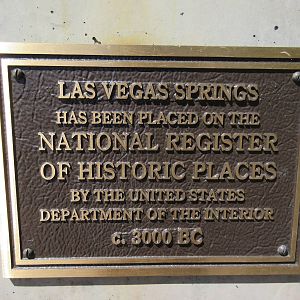 LAS VEGAS SPRINGS
HAS BEEN PLACED ON THE
NATIONAL REGISTER
OF HISTORIC PLACES
BY THE UNITED STATES
DEPARTMENT OF THE INTERIOR
c. 3000 BC